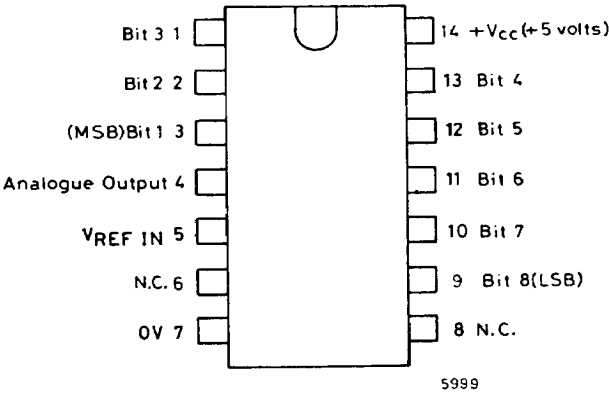 Bit 3 1
Bit 2 2
(MSB)Bit 1 3
Analogue Output 4
VREF IN 5
N.C. 6
0V 7
14 +Vcc(+5 volts)
13 Bit 4
12 Bit 5
11 Bit 6
10 Bit 7
9 Bit 8(LSB)
8 N.C.
5999